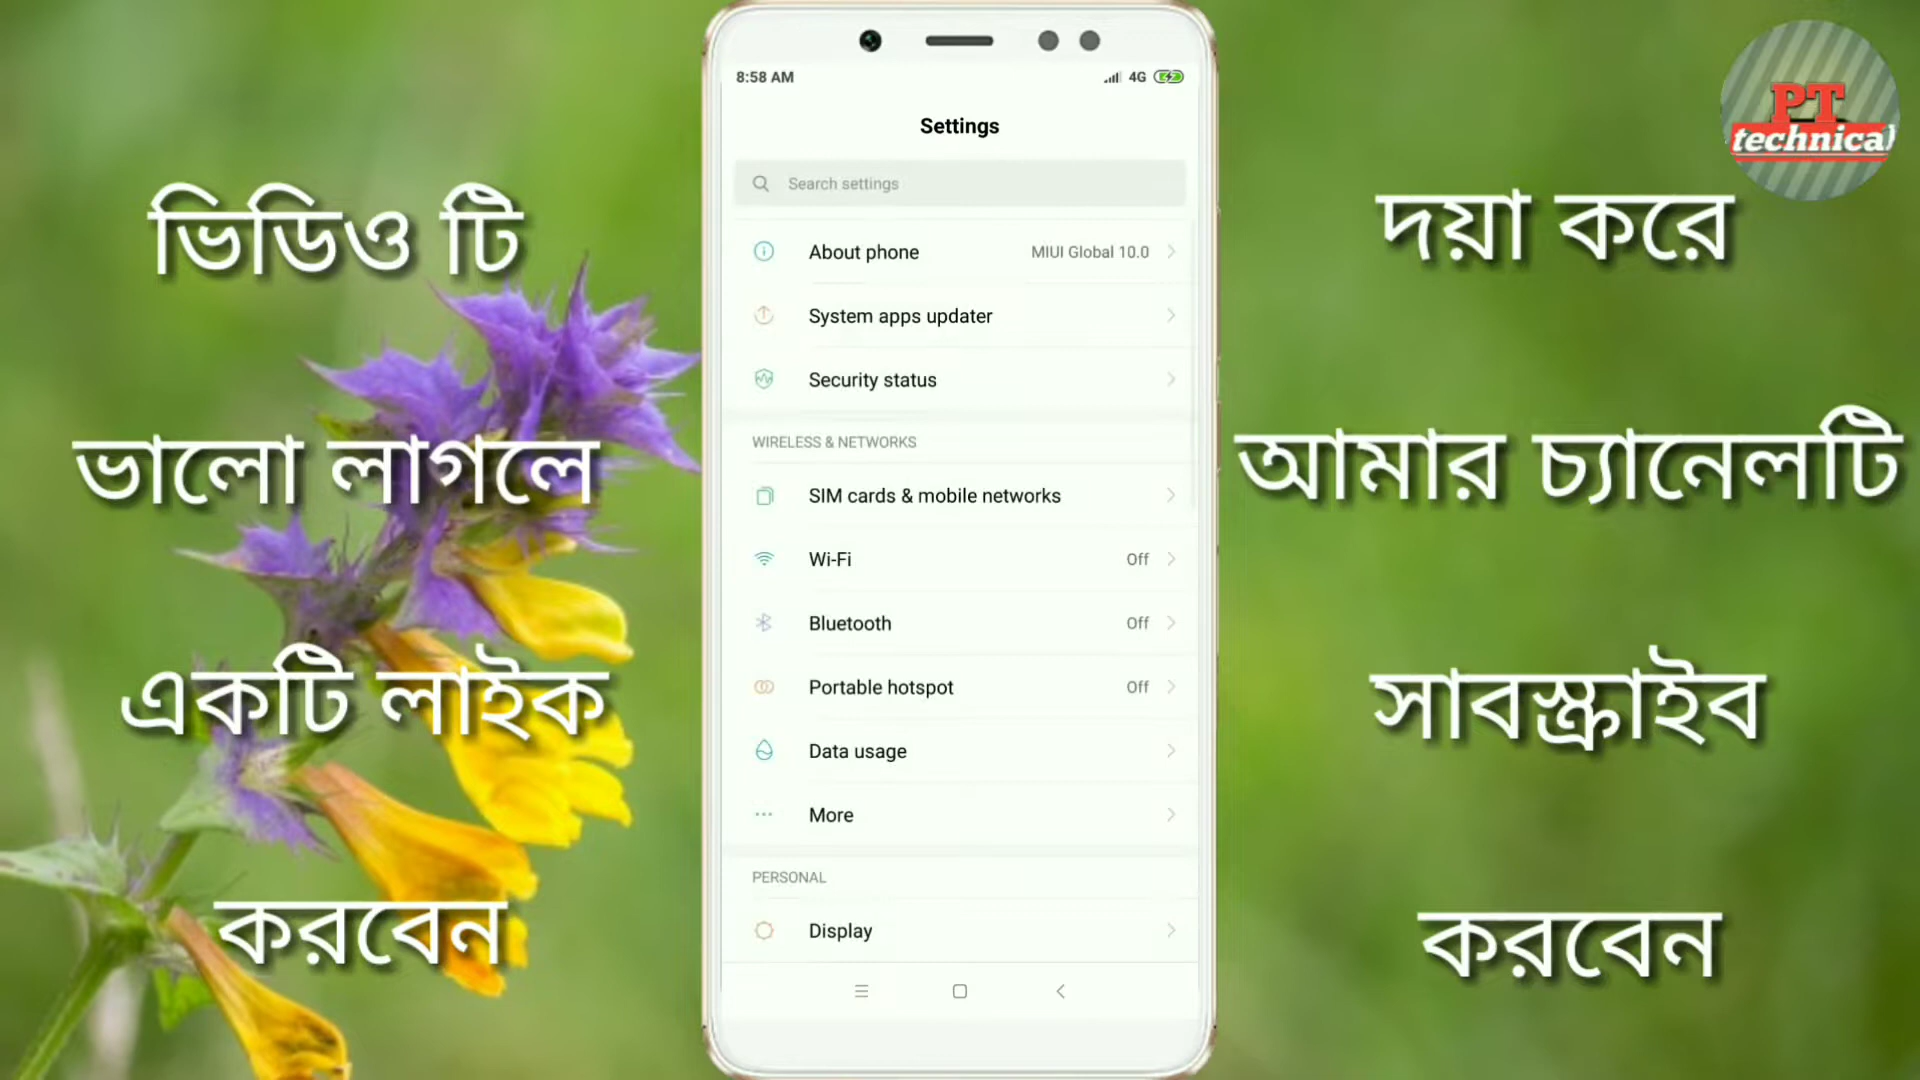 ভিডিও টি
ভালো লাগলে
একটি লাইক
করবেন
8:58 AM
4G
Settings
Search settings
About phone
MIUI Global 10.0
System apps updater
Security status
WIRELESS & NETWORKS
SIM cards & mobile networks
Wi-Fi
Off
Bluetooth
Off
Portable hotspot
Off
Data usage
More
PERSONAL
Display
PT
technical
দয়া করে
আমার চ্যানেলটি
সাবস্ক্রাইব
করবেন